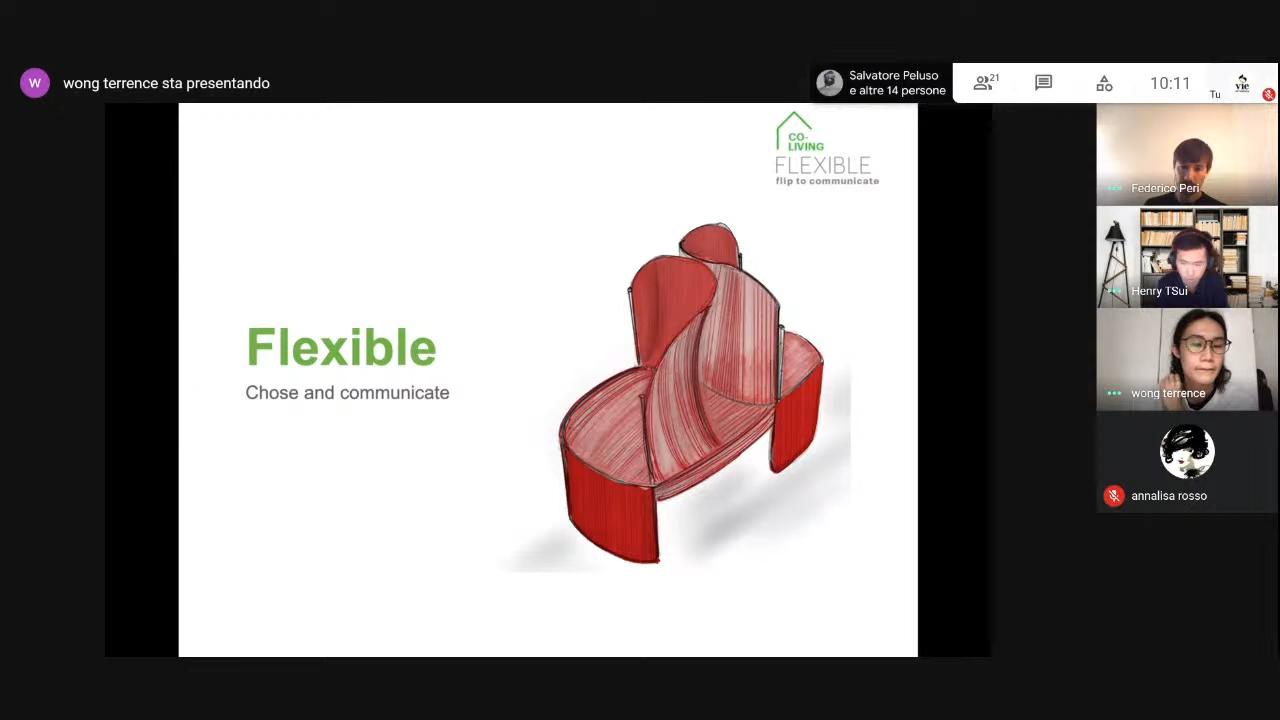 W
wong terrence sta presentando
Salvatore Peluso
e altre 14 persone
21
10:11
Tu
vie
CO-
LIVING
FLEXIBLE
flip to communicate
Flexible
Chose and communicate
Federico Peri
Henry TSui
wong terrence
annalisa rosso